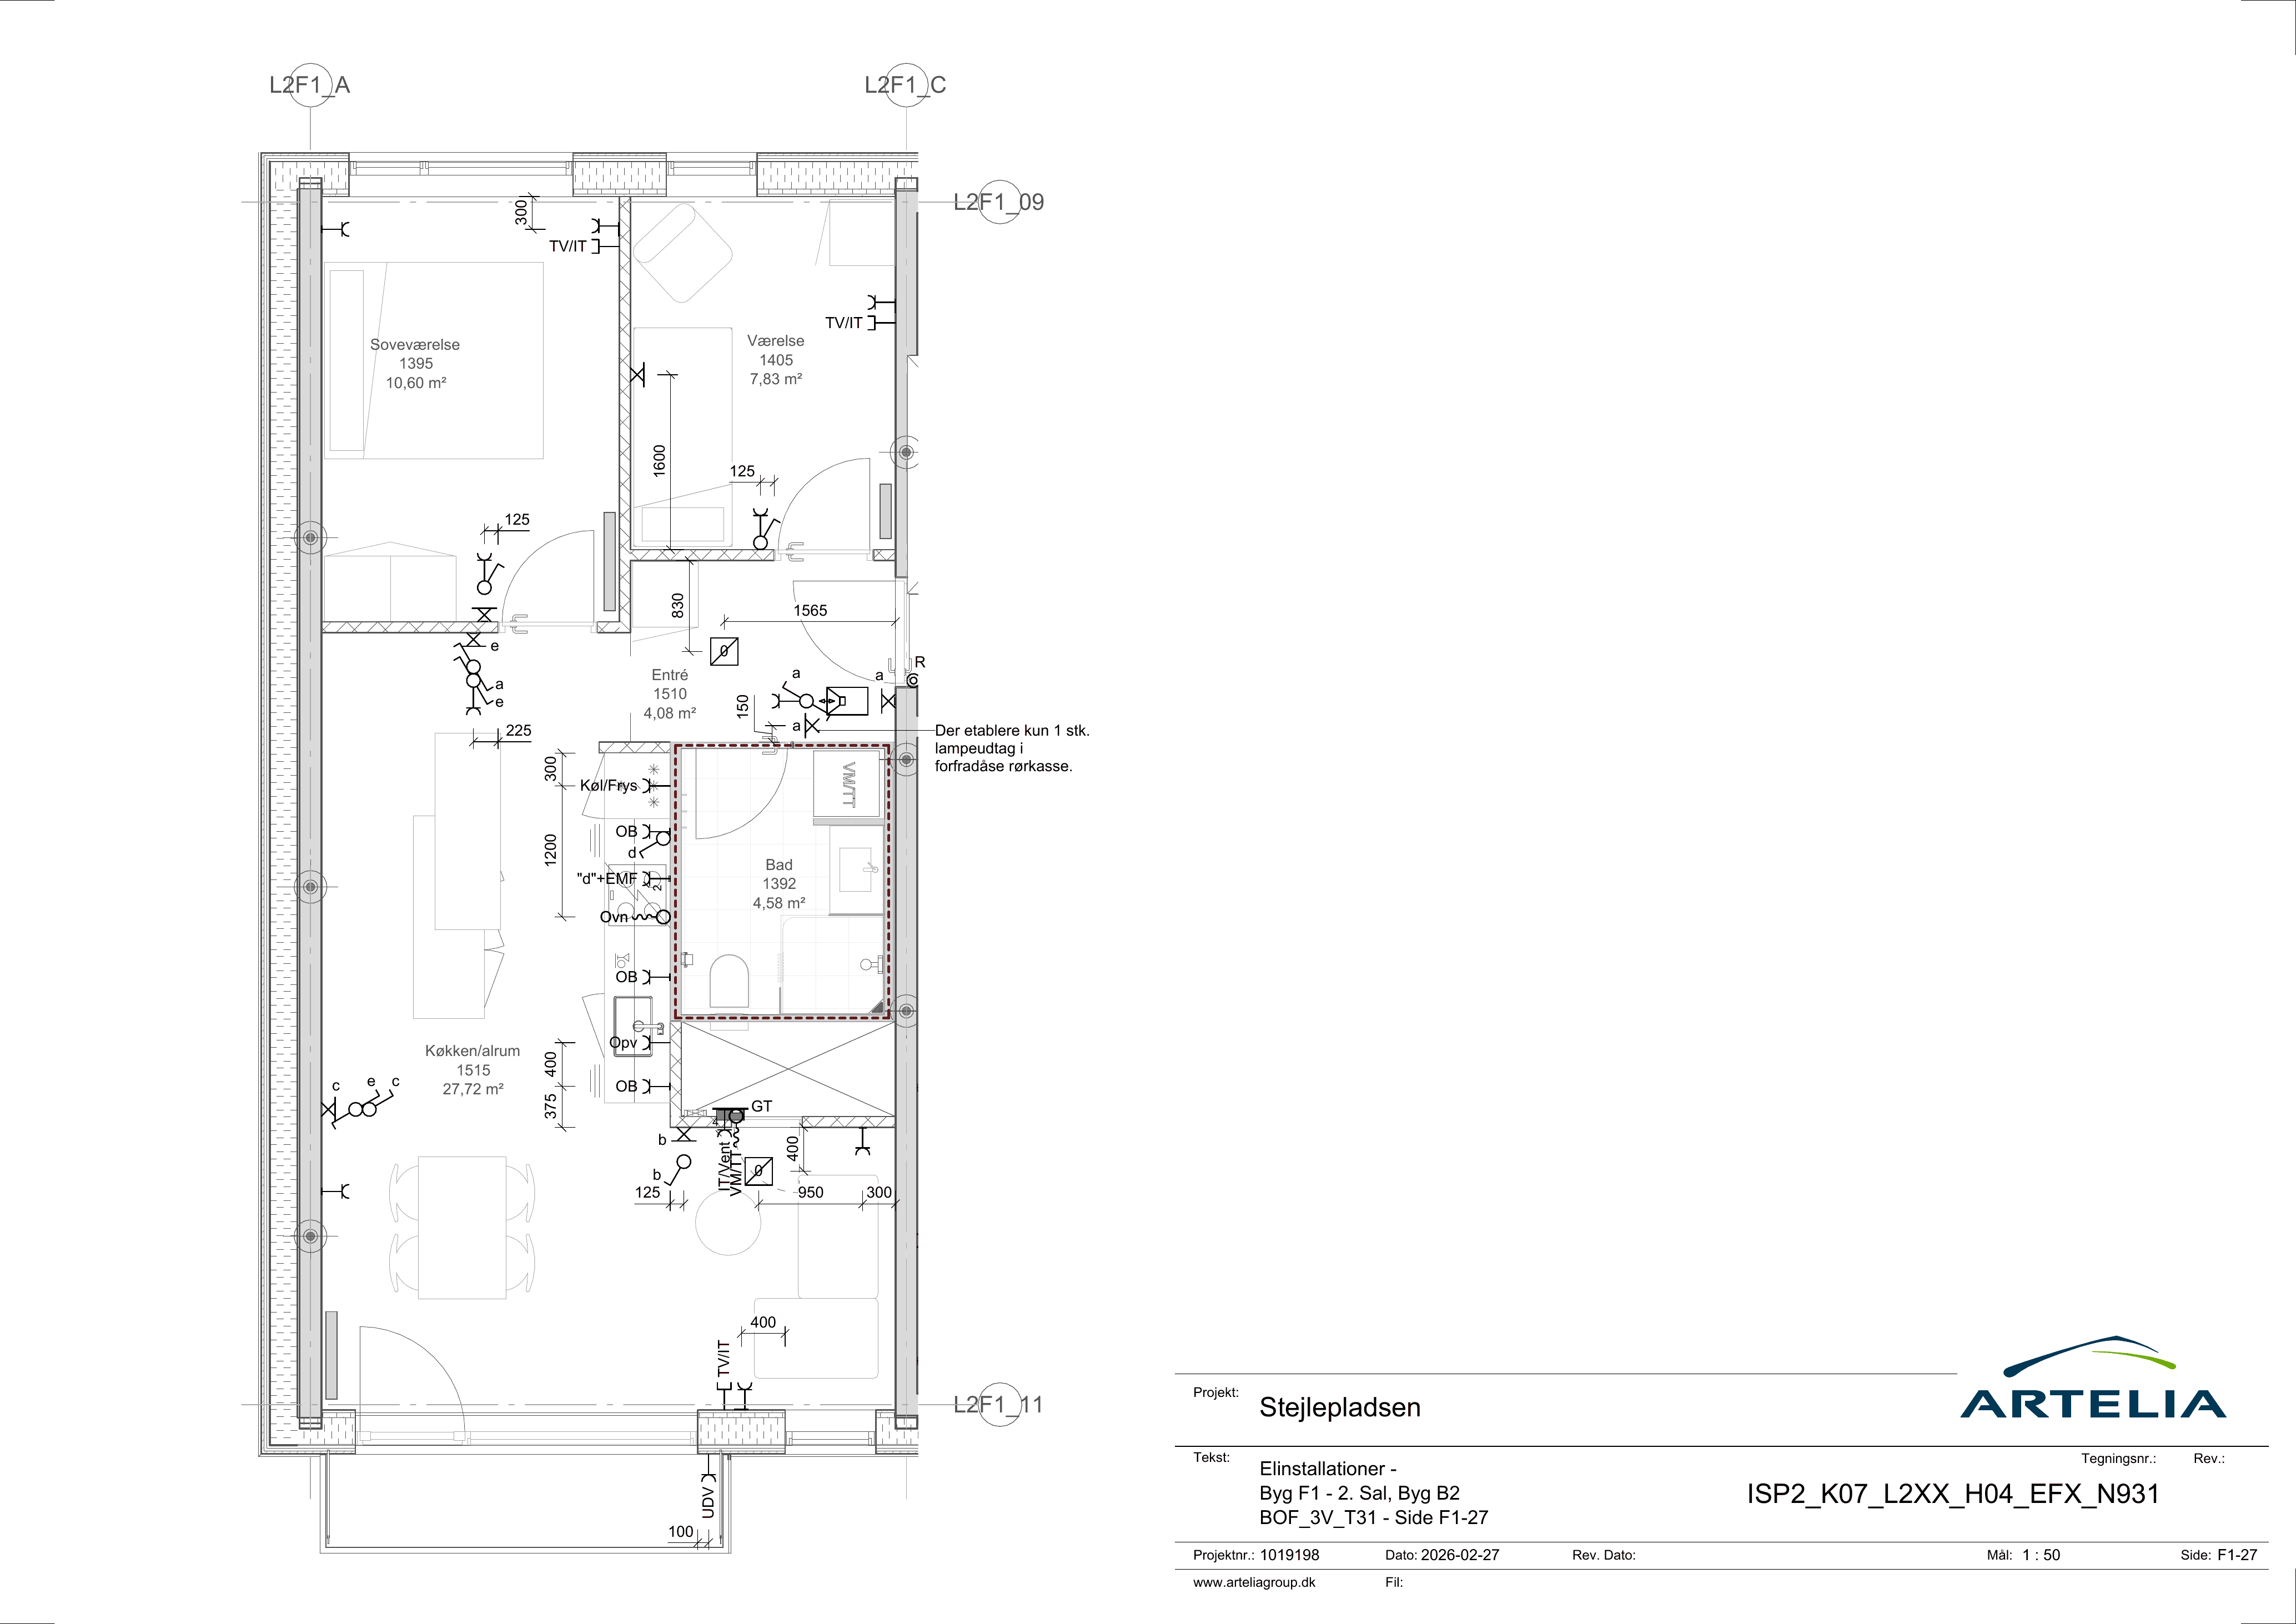 L2F1_A
L2F1_C
L2F1_09
300
TV/IT
TV/IT
Soveværelse
1395
10,60 m²
Værelse
1405
7,83 m²
1600
125
125
830
1565
0
e
a
e
Entré
1510
4,08 m²
R
a
a
150
a
225
Der etablere kun 1 stk.
lampeudtag i
forfradåse rørkasse.
300
Køl/Frys
VM/TT
1200
OB
d
"d"+EMF
2
Ovn
Bad
1392
4,58 m²
OB
Opv
400
OB
375
Køkken/alrum
1515
27,72 m²
c
e
c
GT
4
b
b
IT/Vent
VM/TT
0
400
125
950
300
400
TV/IT
L2F1_11
UDV
100
Projekt:
Stejlepladsen
ARTELIA
Tekst:
Elinstallationer -
Byg F1 - 2. Sal, Byg B2
BOF_3V_T31 - Side F1-27
Tegningsnr.:
Rev.:
ISP2_K07_L2XX_H04_EFX_N931
Projektnr.: 1019198
Dato: 2026-02-27
Rev. Dato:
Mål: 1 : 50
Side: F1-27
www.arteliagroup.dk
Fil: